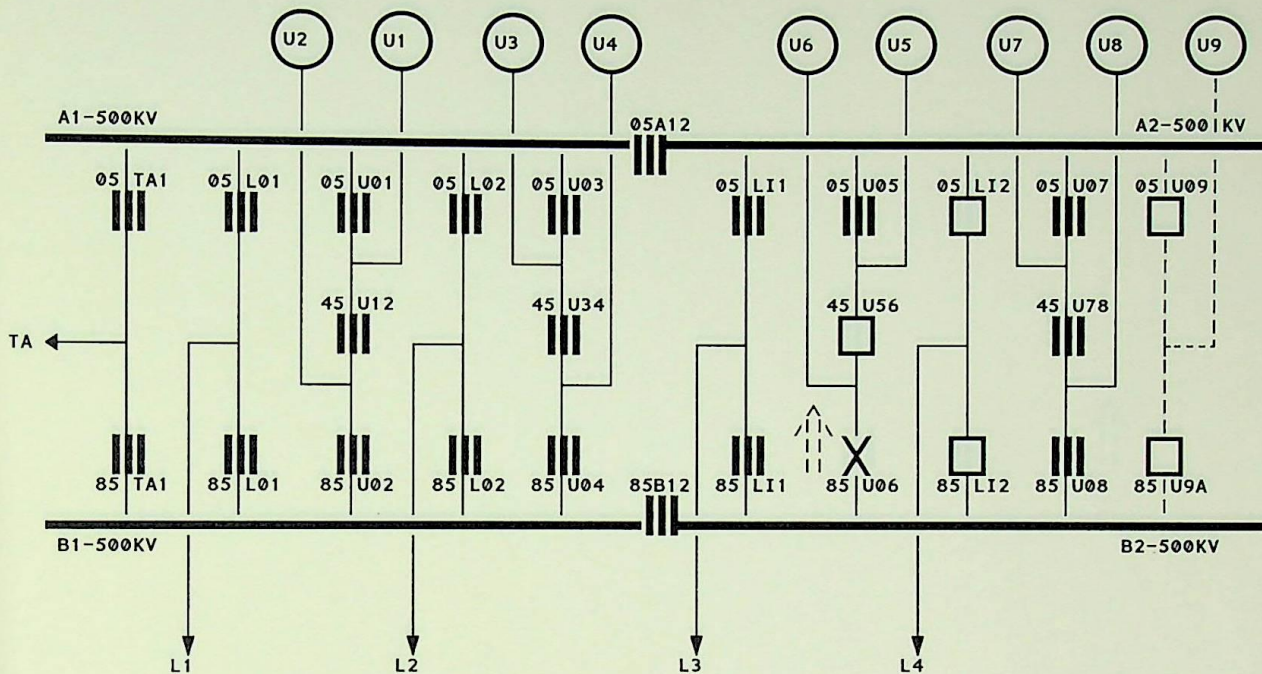 U2 U1 U3 U4 U6 U5 U7 U8 U9
A1-500KV 05A12 A2-500 KV
05 TA1 05 L01 05 U01 05 L02 05 U03 05 LI1 05 U05 05 LI2 05 U07 05 U09
45 U12 45 U34 45 U56 45 U78
TA
85 TA1 85 L01 85 U02 85 L02 85 U04 85B12 85 LI1 85 U06 85 LI2 85 U08 85 U9A
B1-500KV B2-500KV
L1 L2 L3 L4